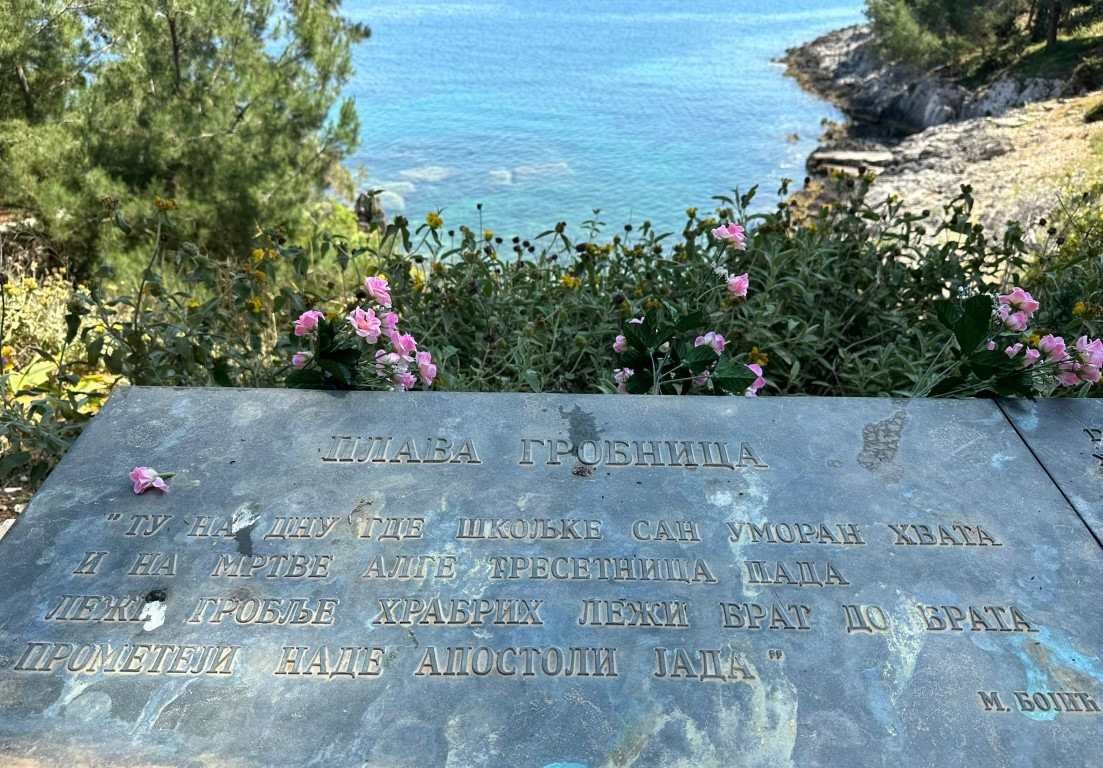 ПЛАВА ГРОБНИЦА
"ТУ НА ДНУ ГДЕ ШКОЉКЕ САН УМОРАН ХВАТА
И НА МРТВЕ АЛГЕ ТРЕСЕТНИЦА ПАДА
ЛЕЖИ ГРОБЉЕ ХРАБРИХ ЛЕЖИ БРАТ ДО БРАТА
ПРОМЕТЕЈИ НАДЕ АПОСТОЛИ ЈАДА"
М. БОЈИЋ